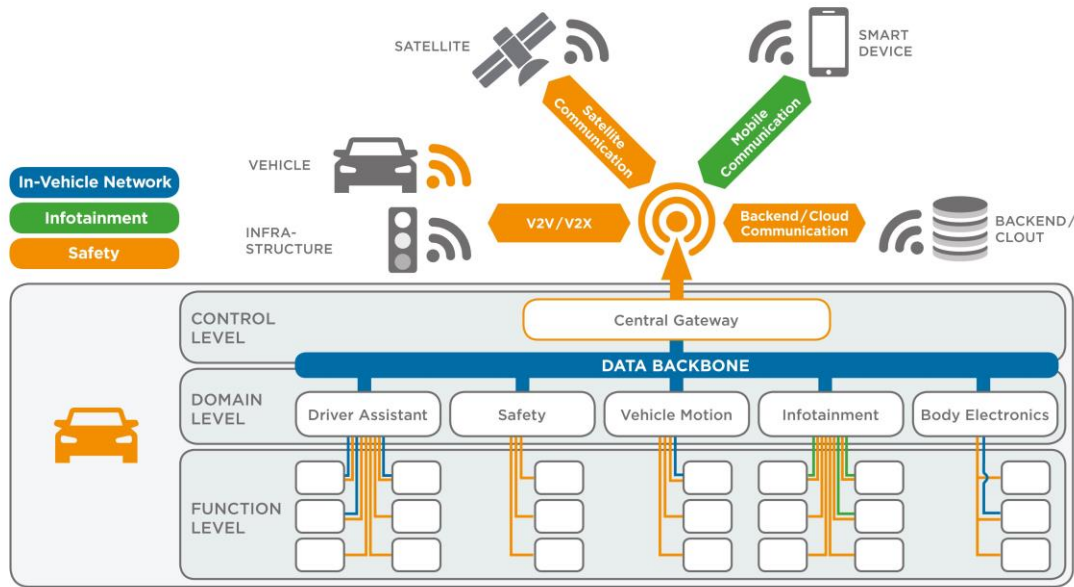 SATELLITE
SMART
DEVICE
Satellite
Communication
Mobile
Communication
VEHICLE
In-Vehicle Network
Infotainment
Safety
INFRA-
STRUCTURE
V2V/V2X
Backend/Cloud
Communication
BACKEND/
CLOUT
CONTROL
LEVEL
Central Gateway
DATA BACKBONE
DOMAIN
LEVEL
Driver Assistant
Safety
Vehicle Motion
Infotainment
Body Electronics
FUNCTION
LEVEL